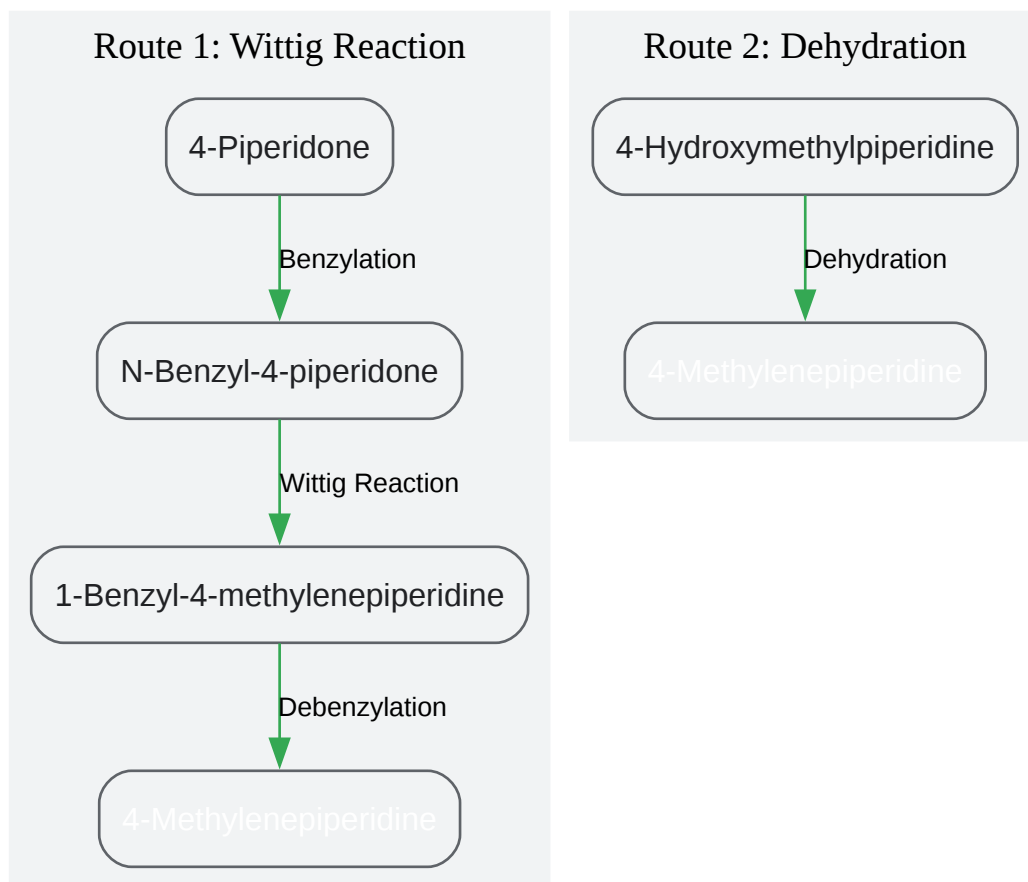 Route 1: Wittig Reaction
4-Piperidone
Benzylation
N-Benzyl-4-piperidone
Wittig Reaction
1-Benzyl-4-methylenepiperidine
Debenzylation
4-Methylenepiperidine
Route 2: Dehydration
4-Hydroxymethylpiperidine
Dehydration
4-Methylenepiperidine